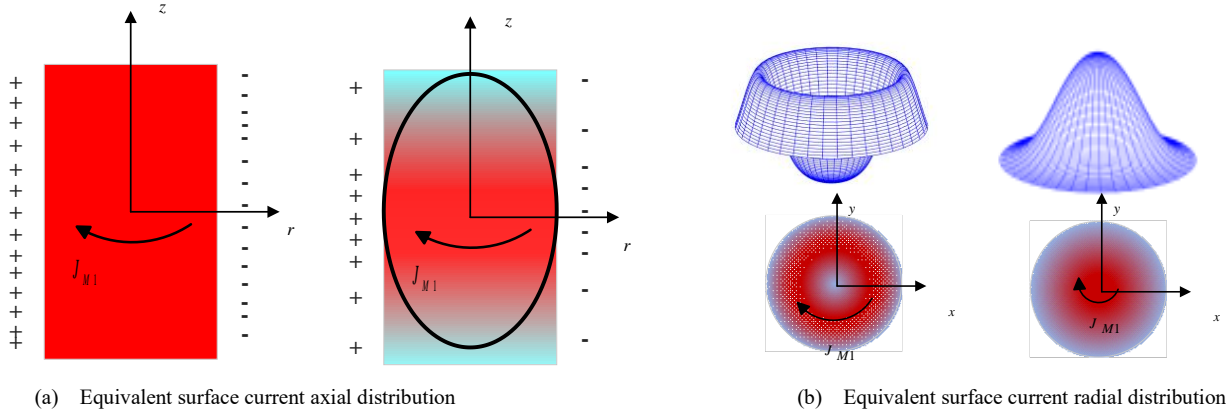 z
r
J M1
z
r
J M1
y
x
J M1
y
x
J M1
(a) Equivalent surface current axial distribution
(b) Equivalent surface current radial distribution